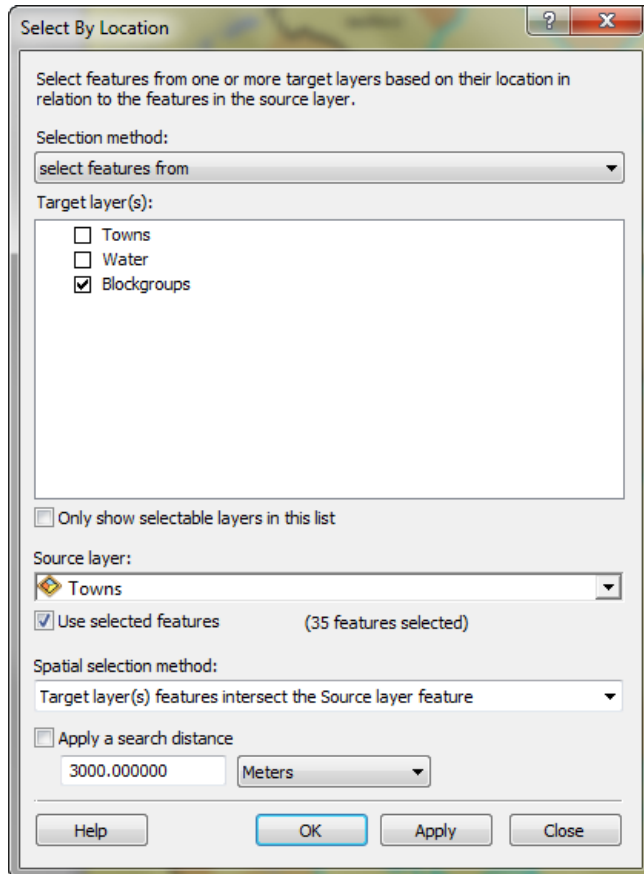 Select By Location
Select features from one or more target layers based on their location in
relation to the features in the source layer.
Selection method:
select features from
Target layer(s):
Towns
Water
Blockgroups
Only show selectable layers in this list
Source layer:
Towns
Use selected features (35 features selected)
Spatial selection method:
Target layer(s) features intersect the Source layer feature
Apply a search distance
3000.000000 Meters
Help OK Apply Close